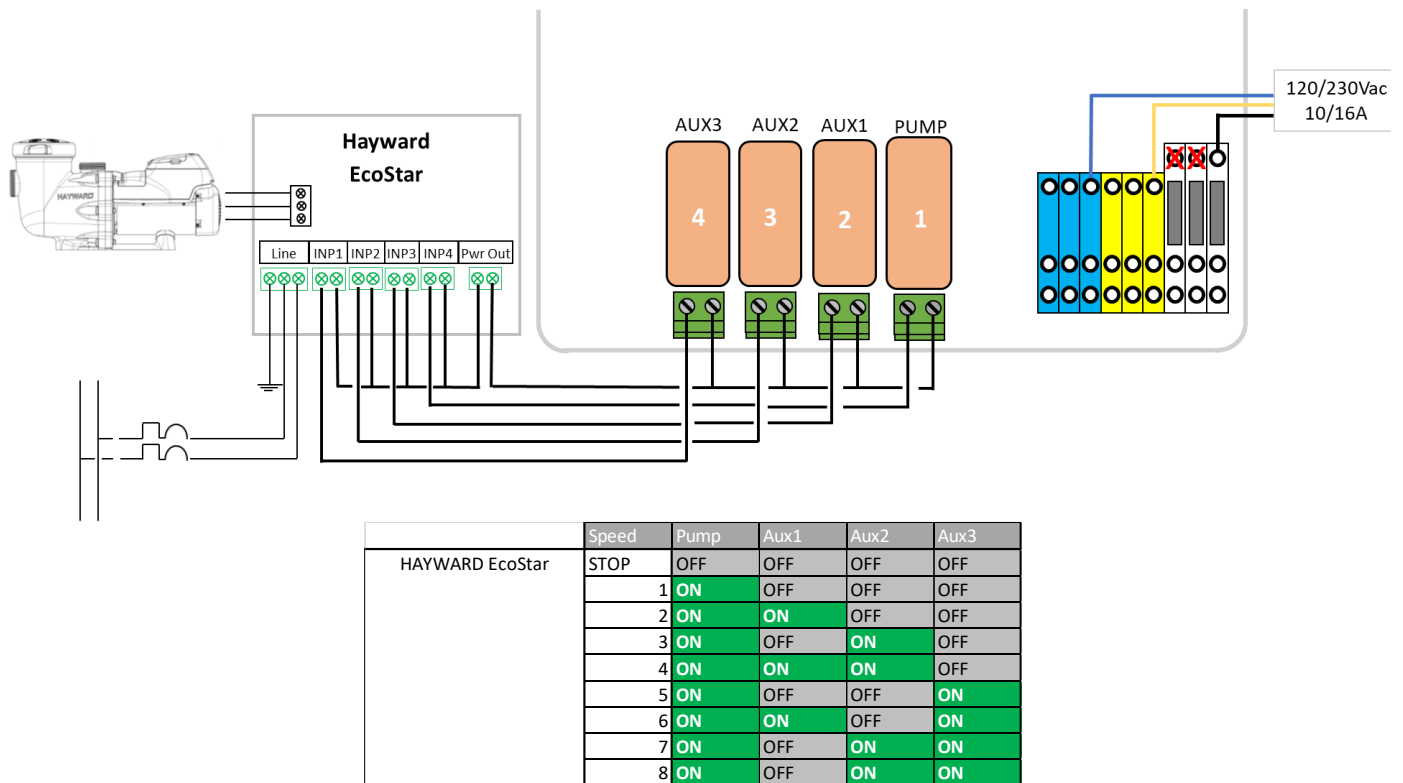 120/230Vac
10/16A
AUX3 AUX2 AUX1 PUMP
Hayward
EcoStar
HAYWARD
4 3 2 1
Line INP1 INP2 INP3 INP4 Pwr Out
Speed Pump Aux1 Aux2 Aux3
HAYWARD EcoStar STOP OFF OFF OFF OFF
1 ON OFF OFF OFF
2 ON ON OFF OFF
3 ON OFF ON OFF
4 ON ON ON OFF
5 ON OFF OFF ON
6 ON ON OFF ON
7 ON OFF ON ON
8 ON OFF ON ON